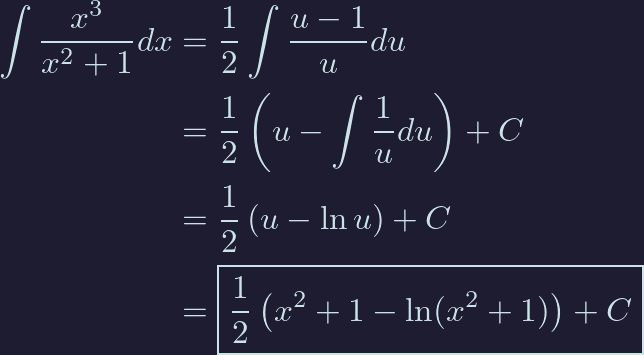 ∫ x³/(x² + 1) dx = 1/2 ∫ (u − 1)/u du
= 1/2 (u − ∫ 1/u du) + C
= 1/2 (u − ln u) + C
= 1/2 (x² + 1 − ln(x² + 1)) + C